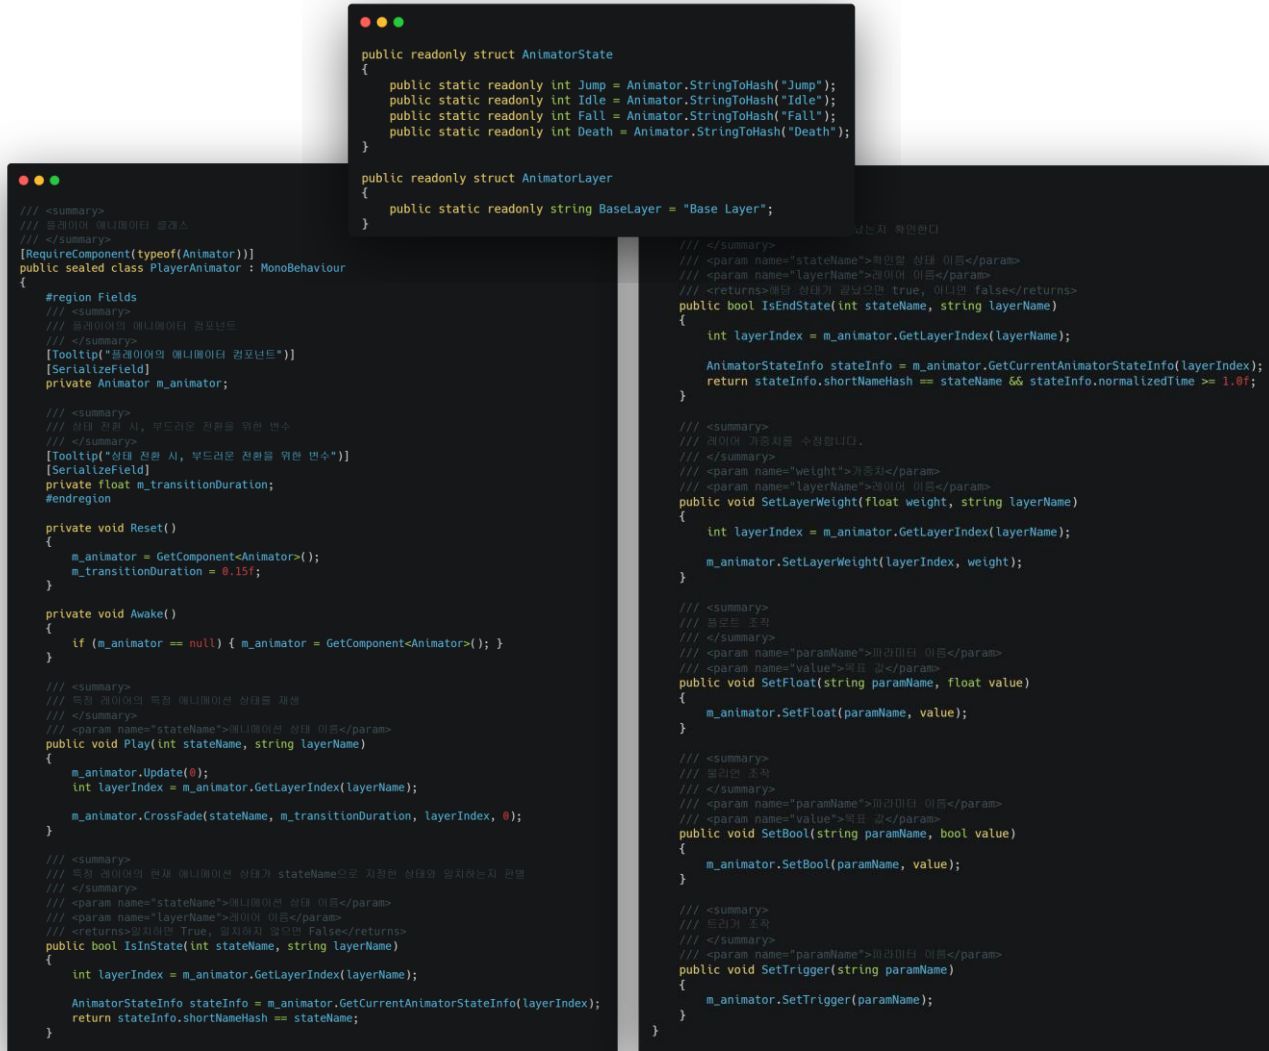 public readonly struct AnimatorState
{
    public static readonly int Jump = Animator.StringToHash("Jump");
    public static readonly int Idle = Animator.StringToHash("Idle");
    public static readonly int Fall = Animator.StringToHash("Fall");
    public static readonly int Death = Animator.StringToHash("Death");
}
public readonly struct AnimatorLayer
{
    public static readonly string BaseLayer = "Base Layer";
}
/// <summary>
/// 플레이어 애니메이터 클래스
/// </summary>
[RequireComponent(typeof(Animator))]
public sealed class PlayerAnimator : MonoBehaviour
{
    #region Fields
    /// <summary>
    /// 플레이어의 애니메이터 컴포넌트
    /// </summary>
    [Tooltip("플레이어의 애니메이터 컴포넌트")]
    [SerializeField]
    private Animator m_animator;
    /// <summary>
    /// 상태 전환 시, 부드러운 전환을 위한 변수
    /// </summary>
    [Tooltip("상태 전환 시, 부드러운 전환을 위한 변수")]
    [SerializeField]
    private float m_transitionDuration;
    #endregion
    private void Reset()
    {
        m_animator = GetComponent<Animator>();
        m_transitionDuration = 0.15f;
    }
    private void Awake()
    {
        if (m_animator == null) { m_animator = GetComponent<Animator>(); }
    }
    /// <summary>
    /// 특정 레이어의 특정 애니메이션 상태를 재생
    /// </summary>
    /// <param name="stateName">애니메이션 상태 이름</param>
    public void Play(int stateName, string layerName)
    {
        m_animator.Update(0);
        int layerIndex = m_animator.GetLayerIndex(layerName);
        m_animator.CrossFade(stateName, m_transitionDuration, layerIndex, 0);
    }
    /// <summary>
    /// 특정 레이어의 현재 애니메이션 상태가 stateName으로 지정한 상태와 일치하는지 판별
    /// </summary>
    /// <param name="stateName">애니메이션 상태 이름</param>
    /// <param name="layerName">레이어 이름</param>
    /// <returns>일치하면 True, 일치하지 않으면 False</returns>
    public bool IsInState(int stateName, string layerName)
    {
        int layerIndex = m_animator.GetLayerIndex(layerName);
        AnimatorStateInfo stateInfo = m_animator.GetCurrentAnimatorStateInfo(layerIndex);
        return stateInfo.shortNameHash == stateName;
    }
났는지 확인한다
    /// </summary>
    /// <param name="stateName">확인할 상태 이름</param>
    /// <param name="layerName">레이어 이름</param>
    /// <returns>해당 상태가 끝났으면 true, 아니면 false</returns>
    public bool IsEndState(int stateName, string layerName)
    {
        int layerIndex = m_animator.GetLayerIndex(layerName);
        AnimatorStateInfo stateInfo = m_animator.GetCurrentAnimatorStateInfo(layerIndex);
        return stateInfo.shortNameHash == stateName && stateInfo.normalizedTime >= 1.0f;
    }
    /// <summary>
    /// 레이어 가중치를 수정합니다.
    /// </summary>
    /// <param name="weight">가중치</param>
    /// <param name="layerName">레이어 이름</param>
    public void SetLayerWeight(float weight, string layerName)
    {
        int layerIndex = m_animator.GetLayerIndex(layerName);
        m_animator.SetLayerWeight(layerIndex, weight);
    }
    /// <summary>
    /// 플로트 조작
    /// </summary>
    /// <param name="paramName">파라미터 이름</param>
    /// <param name="value">목표 값</param>
    public void SetFloat(string paramName, float value)
    {
        m_animator.SetFloat(paramName, value);
    }
    /// <summary>
    /// 불리언 조작
    /// </summary>
    /// <param name="paramName">파라미터 이름</param>
    /// <param name="value">목표 값</param>
    public void SetBool(string paramName, bool value)
    {
        m_animator.SetBool(paramName, value);
    }
    /// <summary>
    /// 트리거 조작
    /// </summary>
    /// <param name="paramName">파라미터 이름</param>
    public void SetTrigger(string paramName)
    {
        m_animator.SetTrigger(paramName);
    }
}